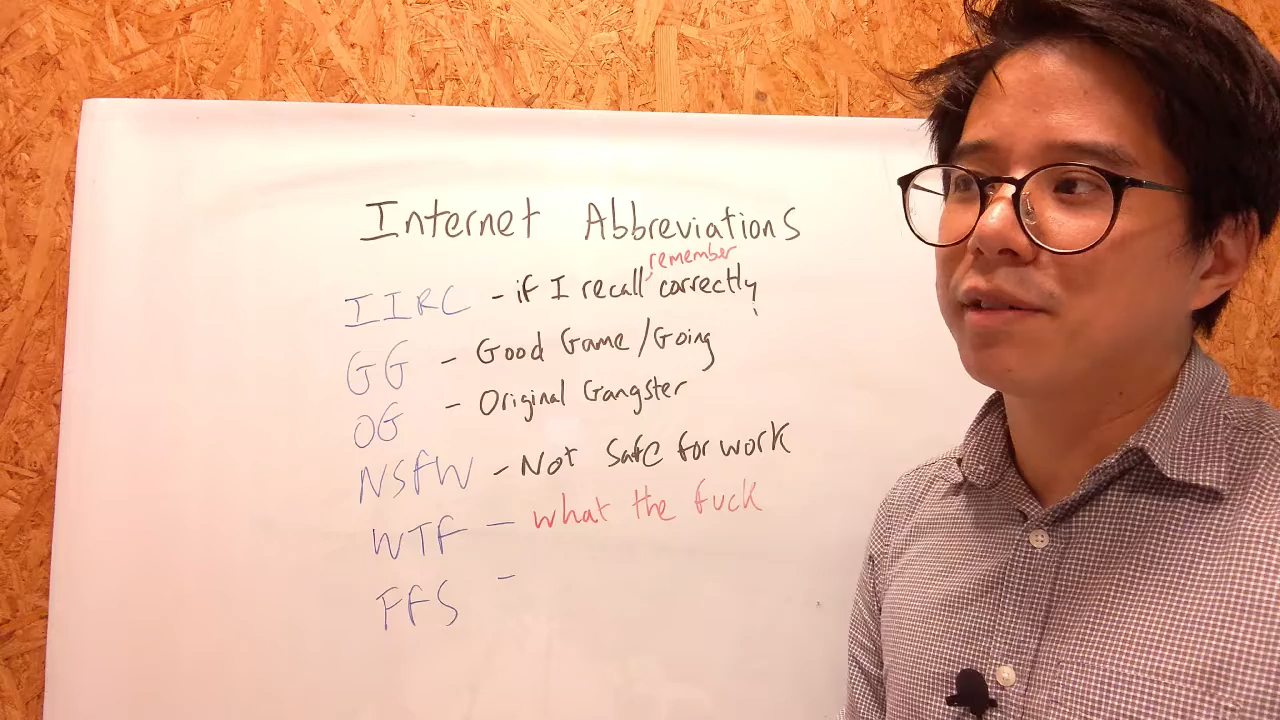 Internet Abbreviations
remember
IIRC - if I recall correctly
GG - Good Game/Going
OG - Original Gangster
NSFW - Not Safe for work
WTF - what the fuck
FFS -